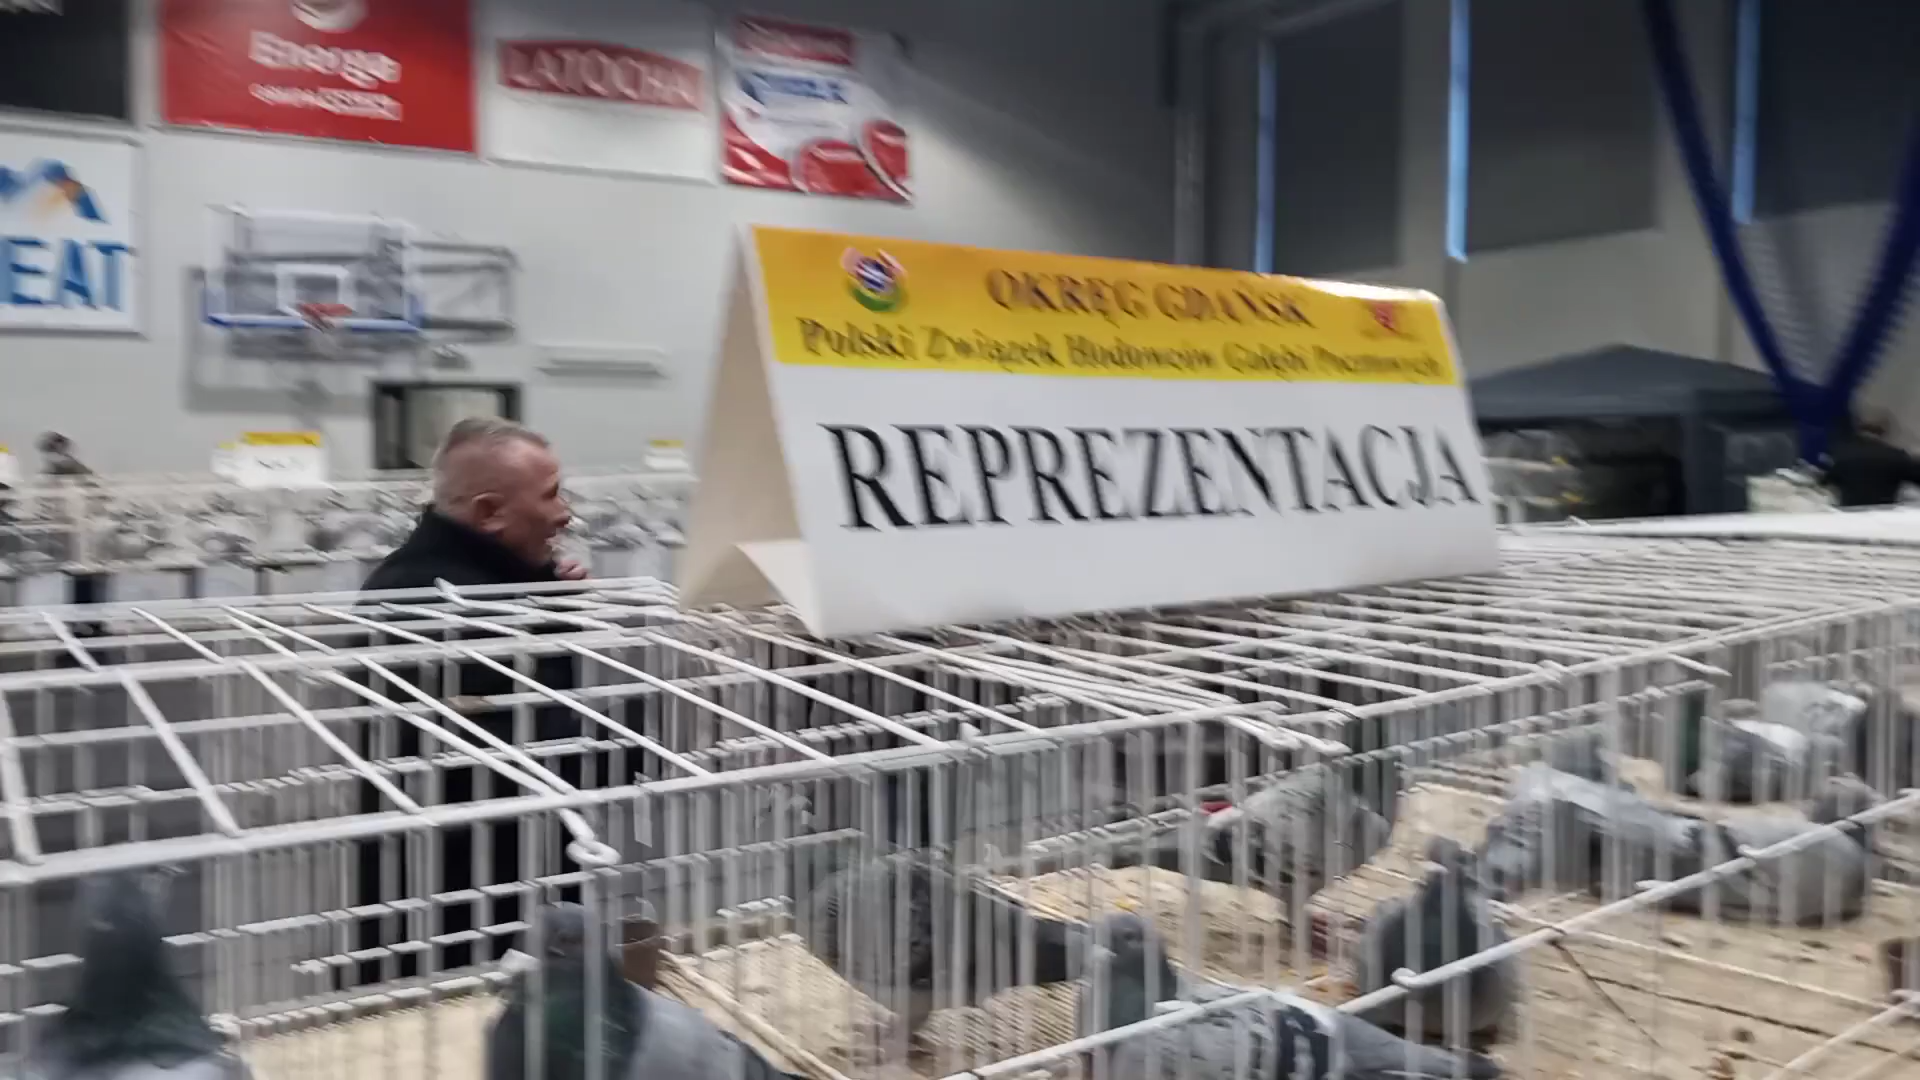 Energa
LATOCHA
EAT
OKRĘG GDAŃSK
Polski Związek Hodowców Gołębi Pocztowych
REPREZENTACJA